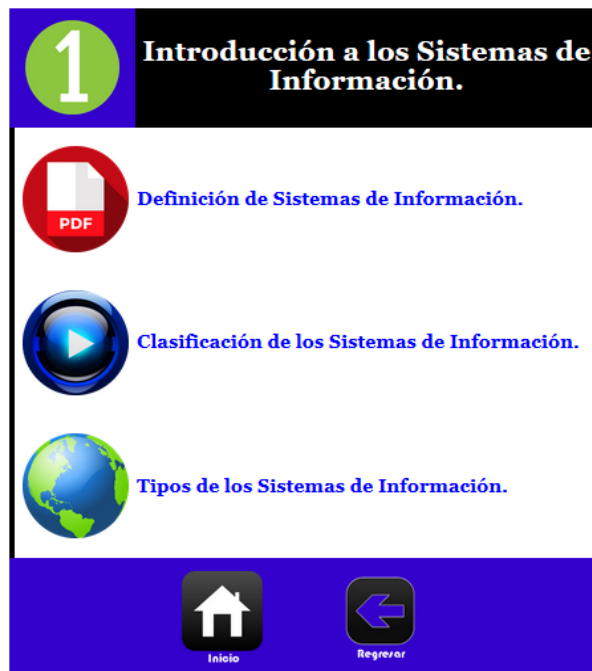 1
Introducción a los Sistemas de
Información.
PDF
Definición de Sistemas de Información.
Clasificación de los Sistemas de Información.
Tipos de los Sistemas de Información.
Inicio
Regresar